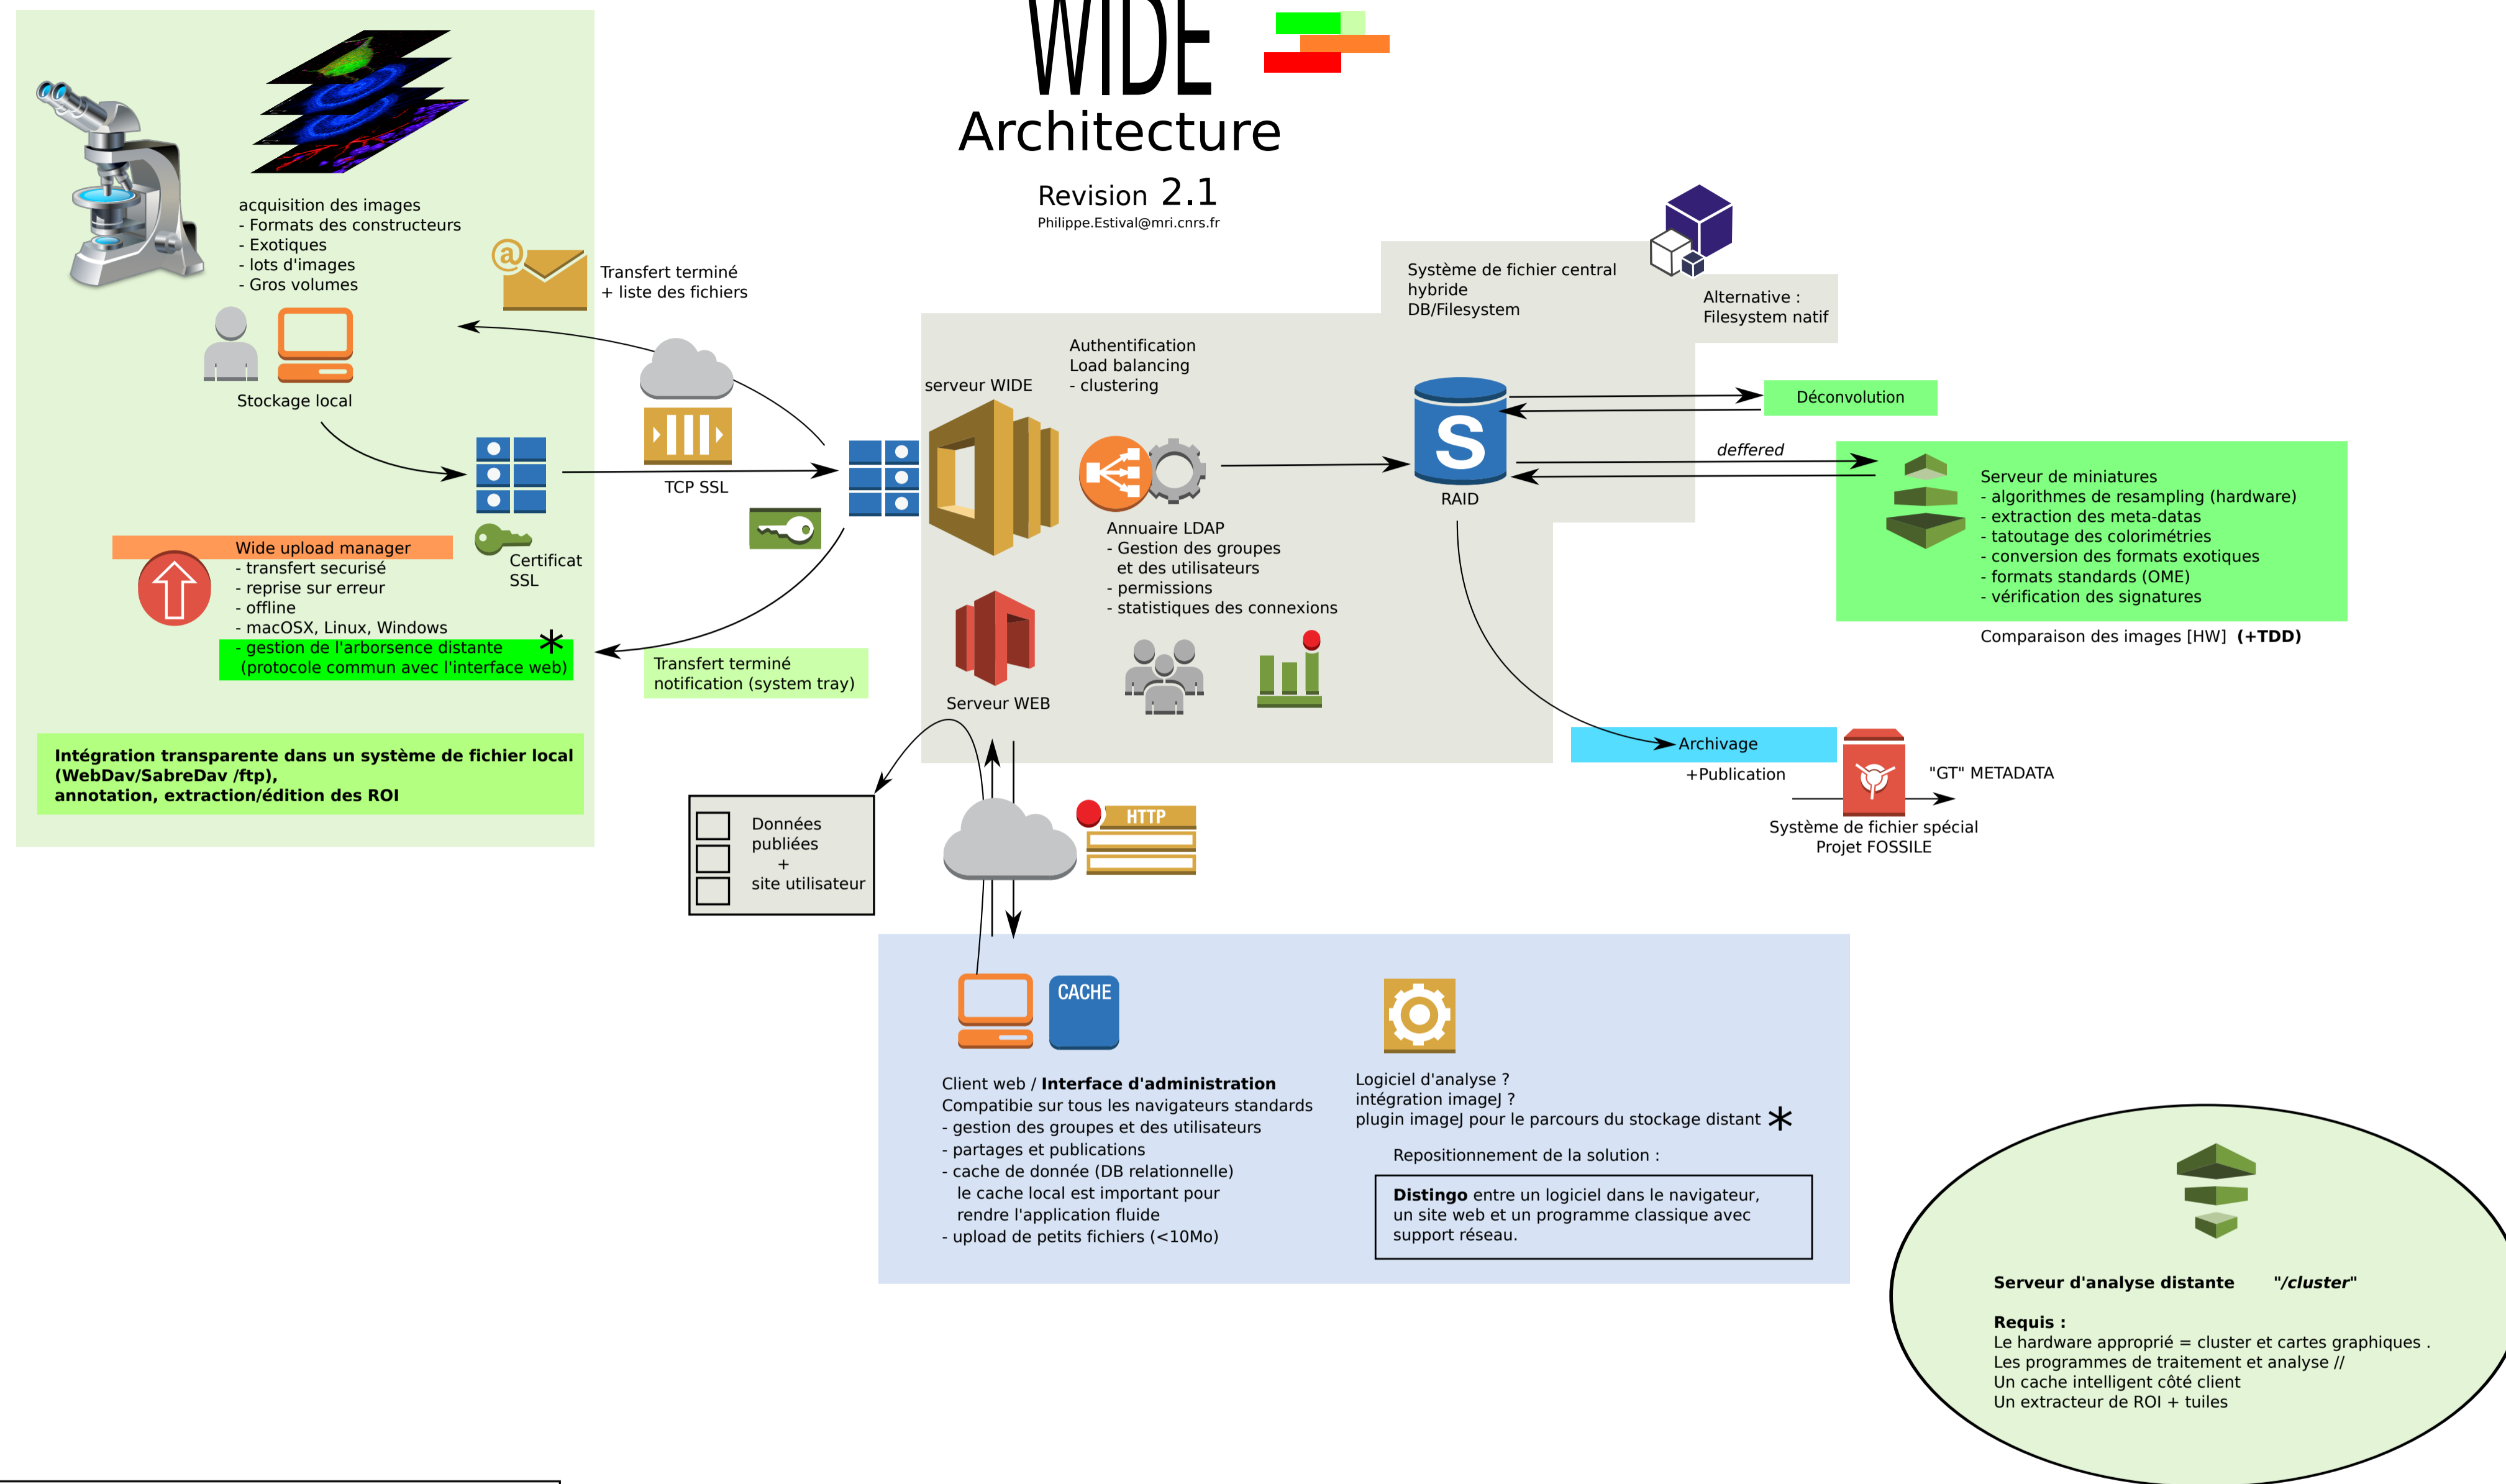 WIDE
Architecture
Revision 2.1
Philippe.Estival@mri.cnrs.fr
acquisition des images
- Formats des constructeurs
- Exotiques
- lots d'images
- Gros volumes
Stockage local
@
Transfert terminé
+ liste des fichiers
TCP SSL
Certificat
SSL
Wide upload manager
- transfert securisé
- reprise sur erreur
- offline
- macOSX, Linux, Windows
- gestion de l'arborsence distante *
(protocole commun avec l'interface web)
Intégration transparente dans un système de fichier local
(WebDav/SabreDav /ftp),
annotation, extraction/édition des ROI
Transfert terminé
notification (system tray)
serveur WIDE
Authentification
Load balancing
- clustering
Annuaire LDAP
- Gestion des groupes
et des utilisateurs
- permissions
- statistiques des connexions
Serveur WEB
Système de fichier central
hybride
DB/Filesystem
Alternative :
Filesystem natif
S
RAID
Déconvolution
deffered
Serveur de miniatures
- algorithmes de resampling (hardware)
- extraction des meta-datas
- tatoutage des colorimétries
- conversion des formats exotiques
- formats standards (OME)
- vérification des signatures
Comparaison des images [HW] (+TDD)
Archivage
+Publication
"GT" METADATA
Système de fichier spécial
Projet FOSSILE
Données
publiées
+
site utilisateur
HTTP
CACHE
Client web / Interface d'administration
Compatibie sur tous les navigateurs standards
- gestion des groupes et des utilisateurs
- partages et publications
- cache de donnée (DB relationnelle)
le cache local est important pour
rendre l'application fluide
- upload de petits fichiers (<10Mo)
Logiciel d'analyse ?
intégration imageJ ?
plugin imageJ pour le parcours du stockage distant *
Repositionnement de la solution :
Distingo entre un logiciel dans le navigateur,
un site web et un programme classique avec
support réseau.
Serveur d'analyse distante "/cluster"
Requis :
Le hardware approprié = cluster et cartes graphiques .
Les programmes de traitement et analyse //
Un cache intelligent côté client
Un extracteur de ROI + tuiles